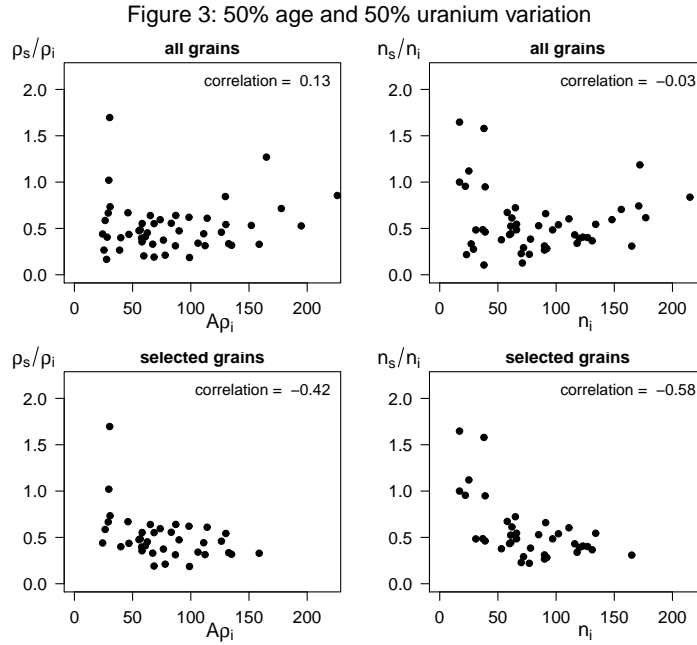 Figure 3: 50% age and 50% uranium variation
ρs/ρi all grains
correlation = 0.13
0.0 0.5 1.0 1.5 2.0
0 50 100 150 200
Aρi
ns/ni all grains
correlation = −0.03
0.0 0.5 1.0 1.5 2.0
0 50 100 150 200
ni
ρs/ρi selected grains
correlation = −0.42
0.0 0.5 1.0 1.5 2.0
0 50 100 150 200
Aρi
ns/ni selected grains
correlation = −0.58
0.0 0.5 1.0 1.5 2.0
0 50 100 150 200
ni